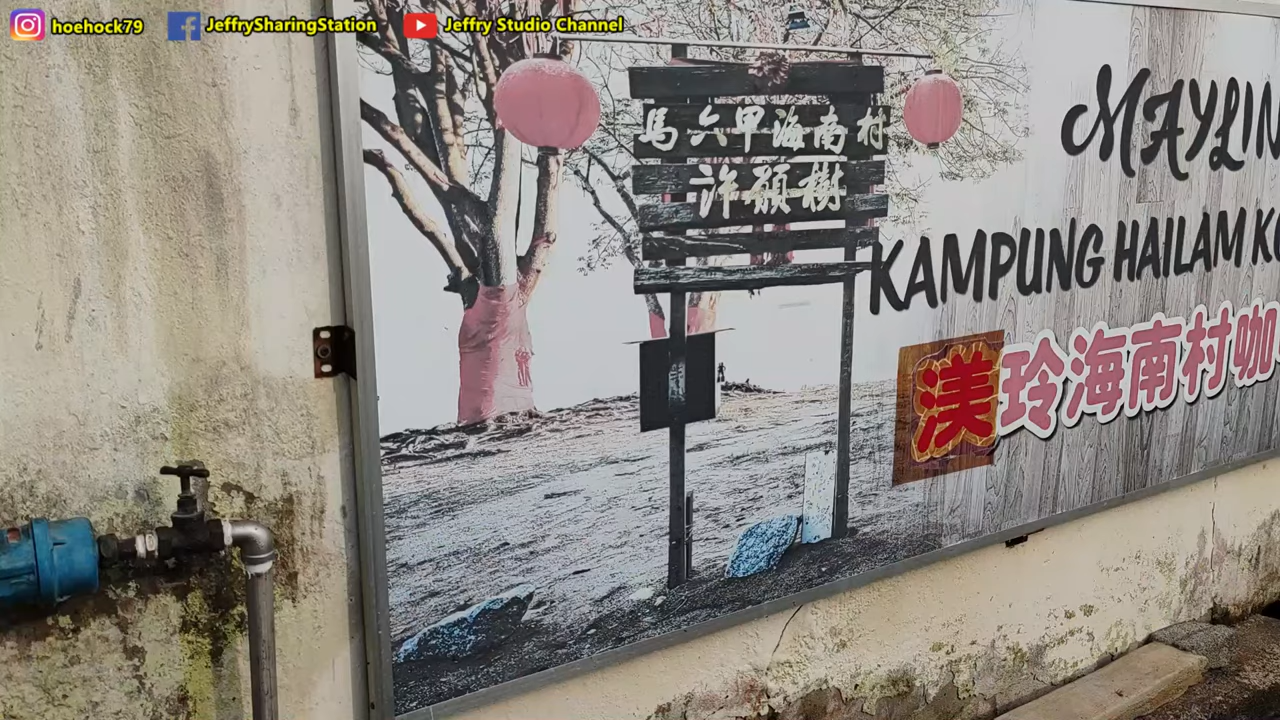 hoehock79 JeffrySharingStation Jeffry Studio Channel
馬六甲海南村
許願樹
MAYLIN
KAMPUNG HAILAM K
渼玲海南村咖